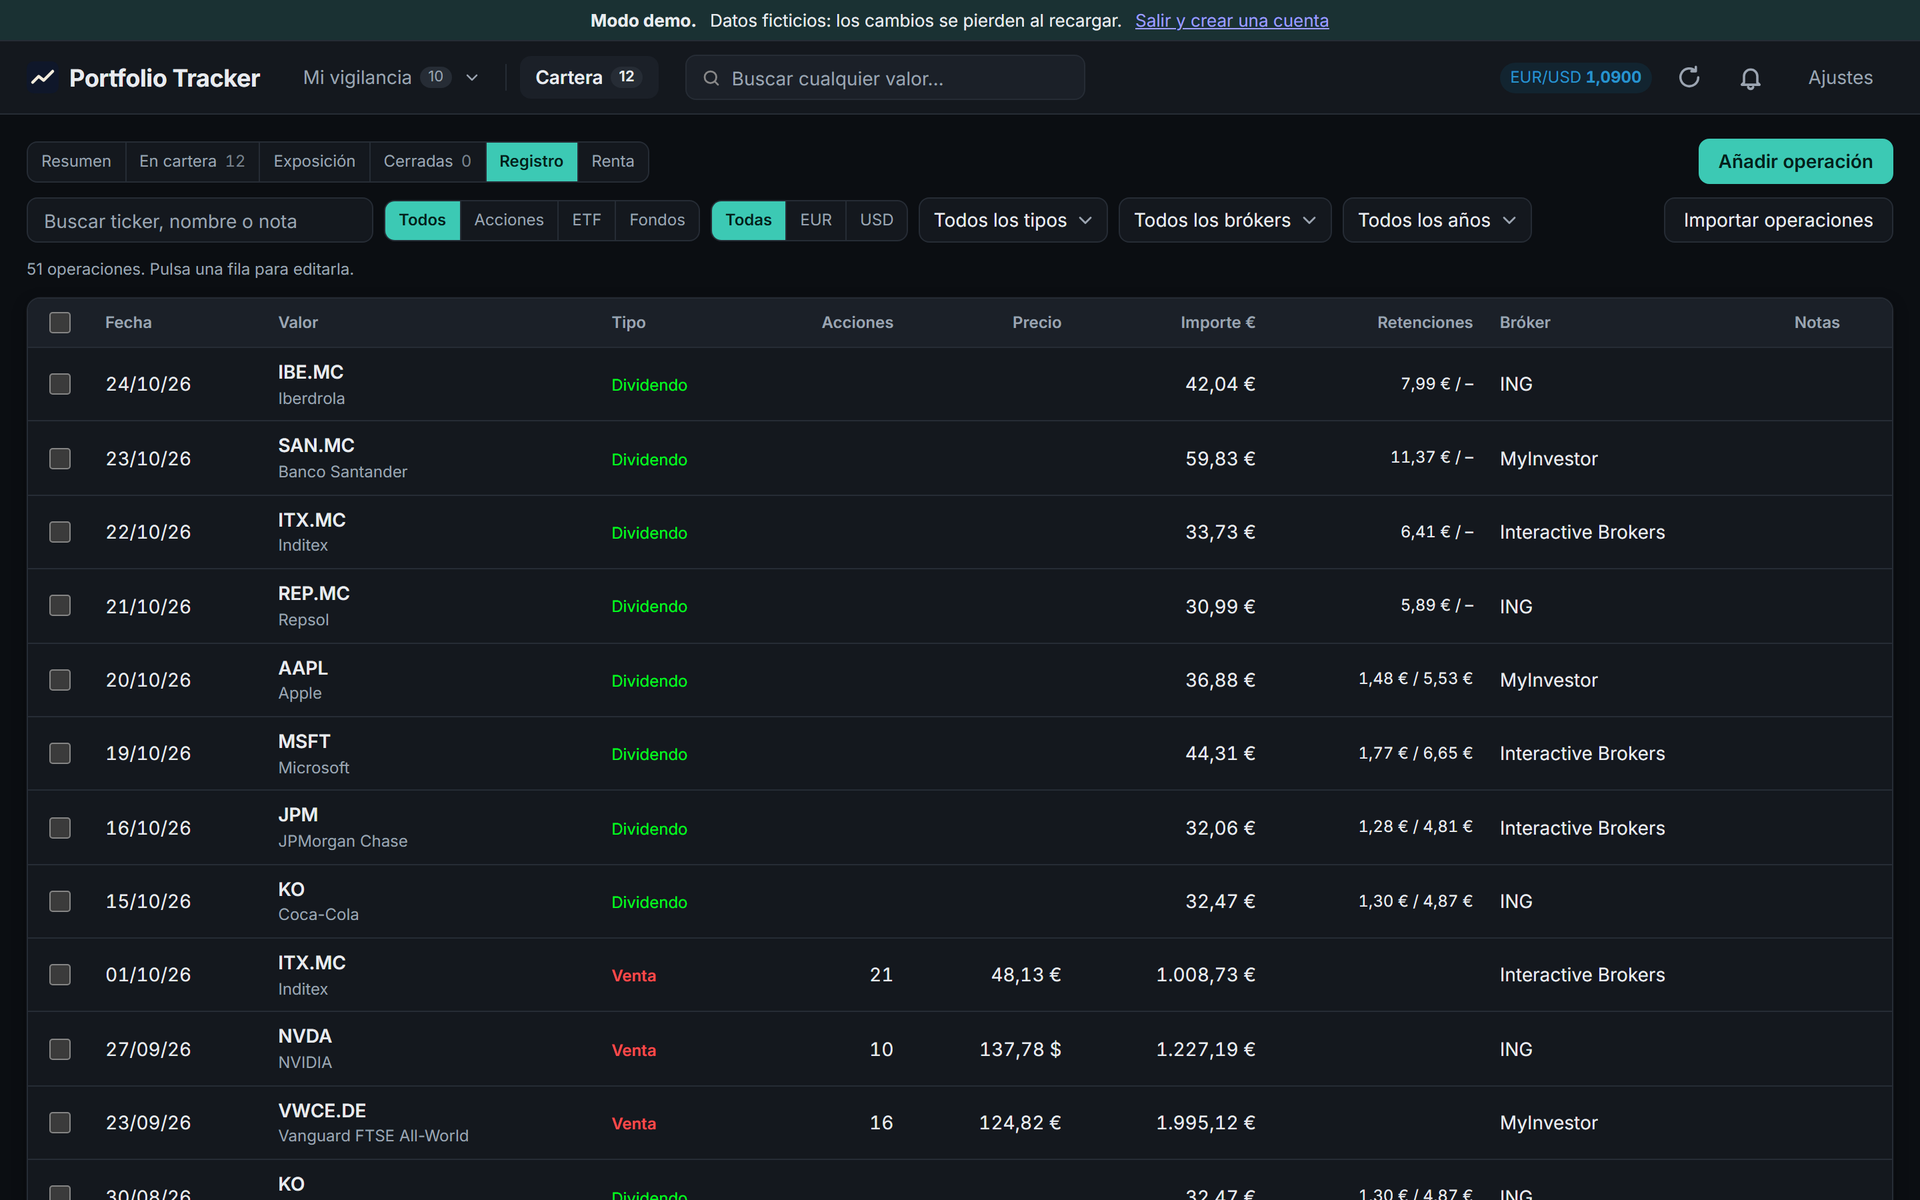 Modo demo. Datos ficticios: los cambios se pierden al recargar. Salir y crear una cuenta
Portfolio Tracker Mi vigilancia 10 Cartera 12 Buscar cualquier valor... EUR/USD 1,0900 Ajustes
Resumen En cartera 12 Exposición Cerradas 0 Registro Renta Añadir operación
Buscar ticker, nombre o nota Todos Acciones ETF Fondos Todas EUR USD Todos los tipos Todos los brókers Todos los años Importar operaciones
51 operaciones. Pulsa una fila para editarla.
Fecha Valor Tipo Acciones Precio Importe € Retenciones Bróker Notas
24/10/26 IBE.MC Dividendo 42,04 € 7,99 € / – ING
Iberdrola
23/10/26 SAN.MC Dividendo 59,83 € 11,37 € / – MyInvestor
Banco Santander
22/10/26 ITX.MC Dividendo 33,73 € 6,41 € / – Interactive Brokers
Inditex
21/10/26 REP.MC Dividendo 30,99 € 5,89 € / – ING
Repsol
20/10/26 AAPL Dividendo 36,88 € 1,48 € / 5,53 € MyInvestor
Apple
19/10/26 MSFT Dividendo 44,31 € 1,77 € / 6,65 € Interactive Brokers
Microsoft
16/10/26 JPM Dividendo 32,06 € 1,28 € / 4,81 € Interactive Brokers
JPMorgan Chase
15/10/26 KO Dividendo 32,47 € 1,30 € / 4,87 € ING
Coca-Cola
01/10/26 ITX.MC Venta 21 48,13 € 1.008,73 € Interactive Brokers
Inditex
27/09/26 NVDA Venta 10 137,78 $ 1.227,19 € ING
NVIDIA
23/09/26 VWCE.DE Venta 16 124,82 € 1.995,12 € MyInvestor
Vanguard FTSE All-World
30/08/26 KO Dividendo 32,47 € 1,30 € / 4,87 € ING